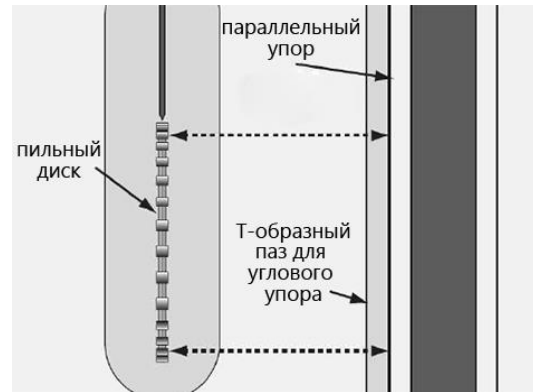 параллельный
упор
пильный
диск
Т-образный
паз для
углового
упора